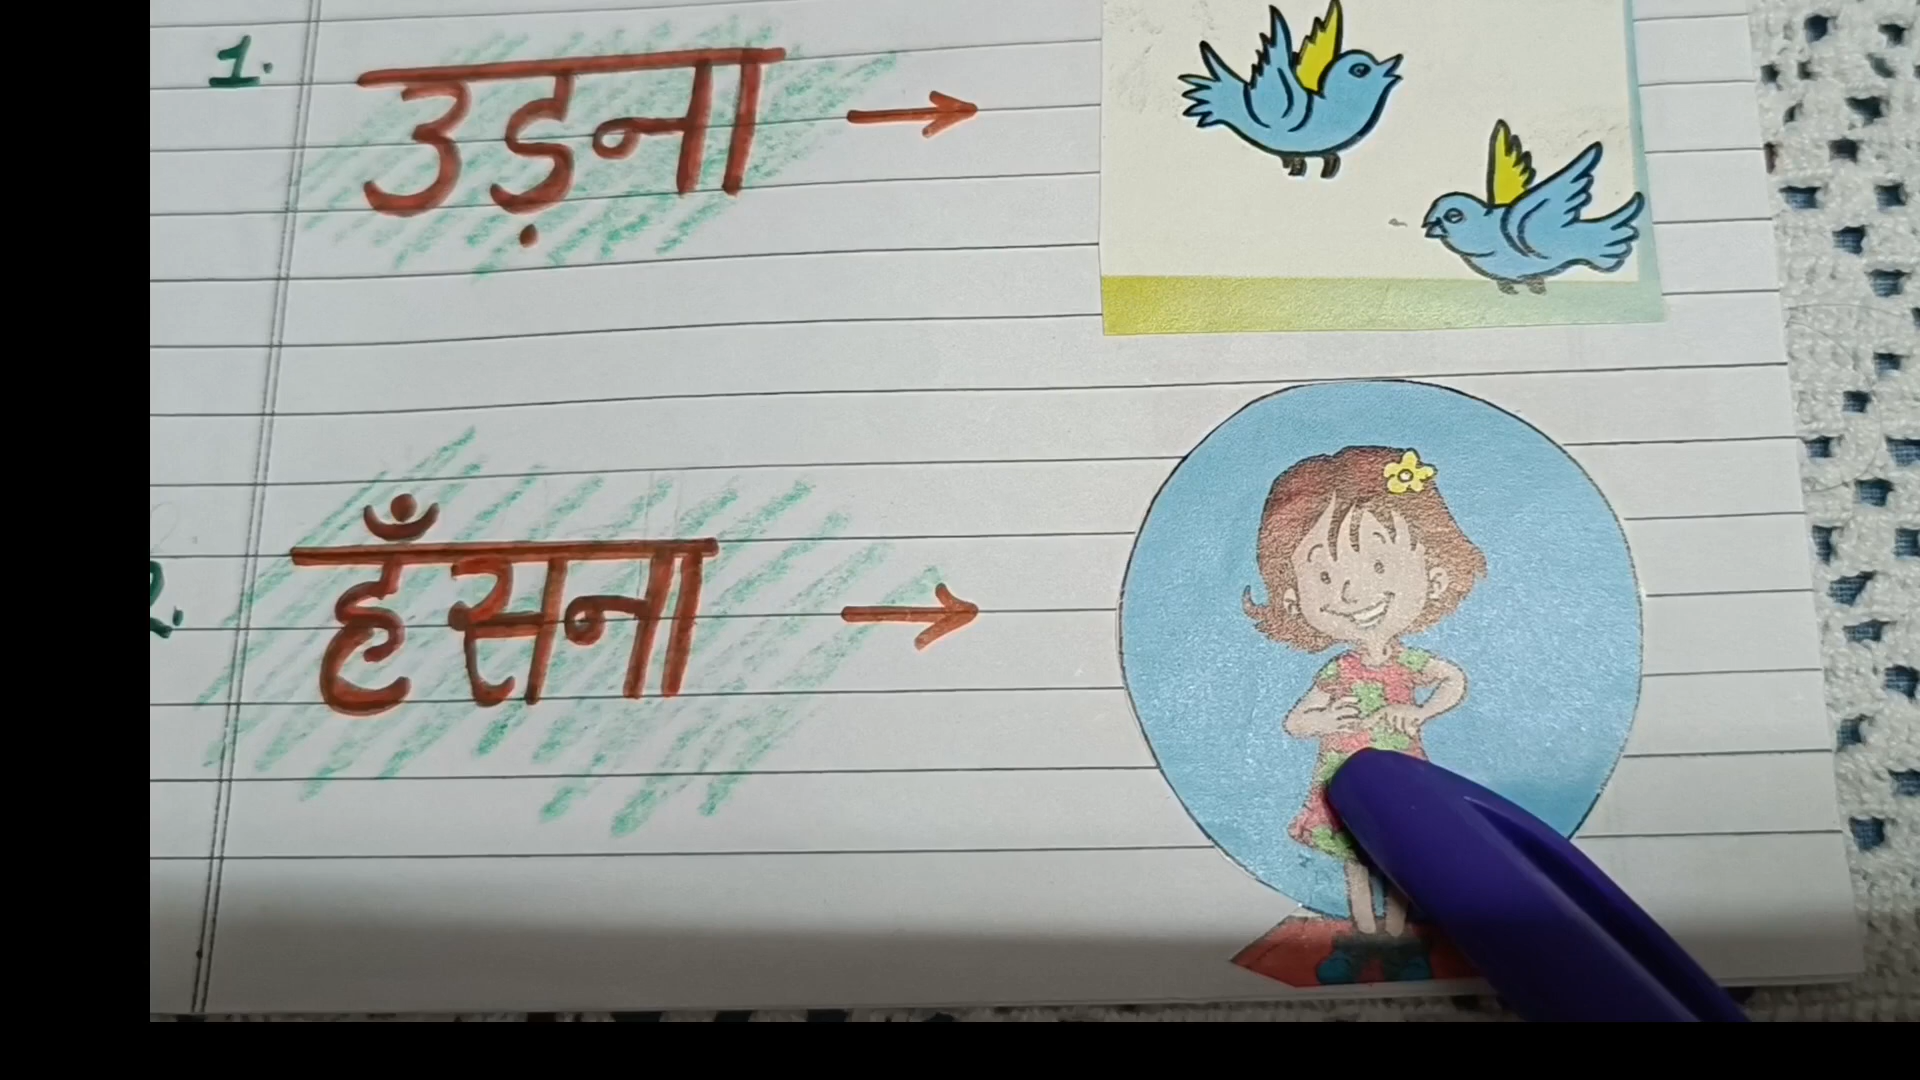 1. उड़ना →
2. हँसना →